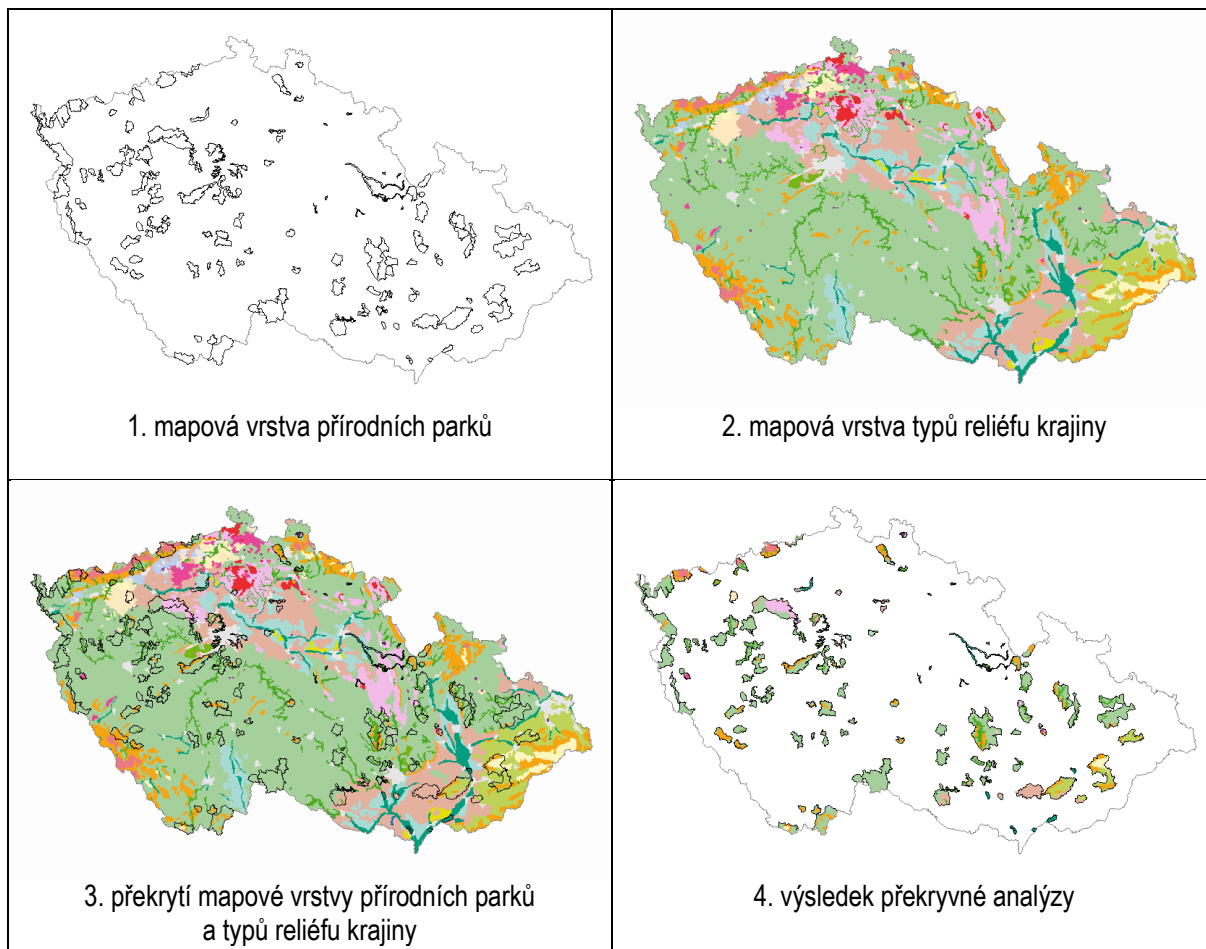 1. mapová vrstva přírodních parků
2. mapová vrstva typů reliéfu krajiny
3. překrytí mapové vrstvy přírodních parků
a typů reliéfu krajiny
4. výsledek překryvné analýzy